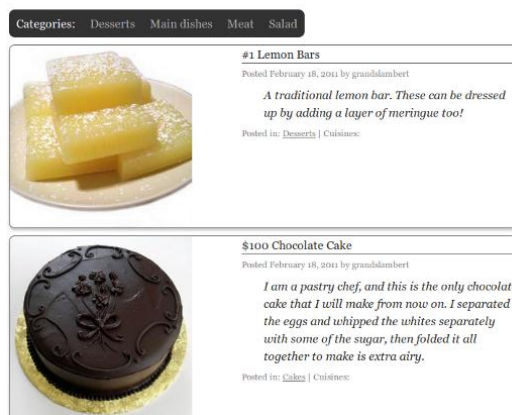 Categories: Desserts Main dishes Meat Salad
#1 Lemon Bars
Posted February 18, 2011 by grandslambert
A traditional lemon bar. These can be dressed
up by adding a layer of meringue too!
Posted in: Desserts | Cuisines:
$100 Chocolate Cake
Posted February 18, 2011 by grandslambert
I am a pastry chef, and this is the only chocolat
cake that I will make from now on. I separated
the eggs and whipped the whites separately
with some of the sugar, then folded it all
together to make is extra airy.
Posted in: Cakes | Cuisines: